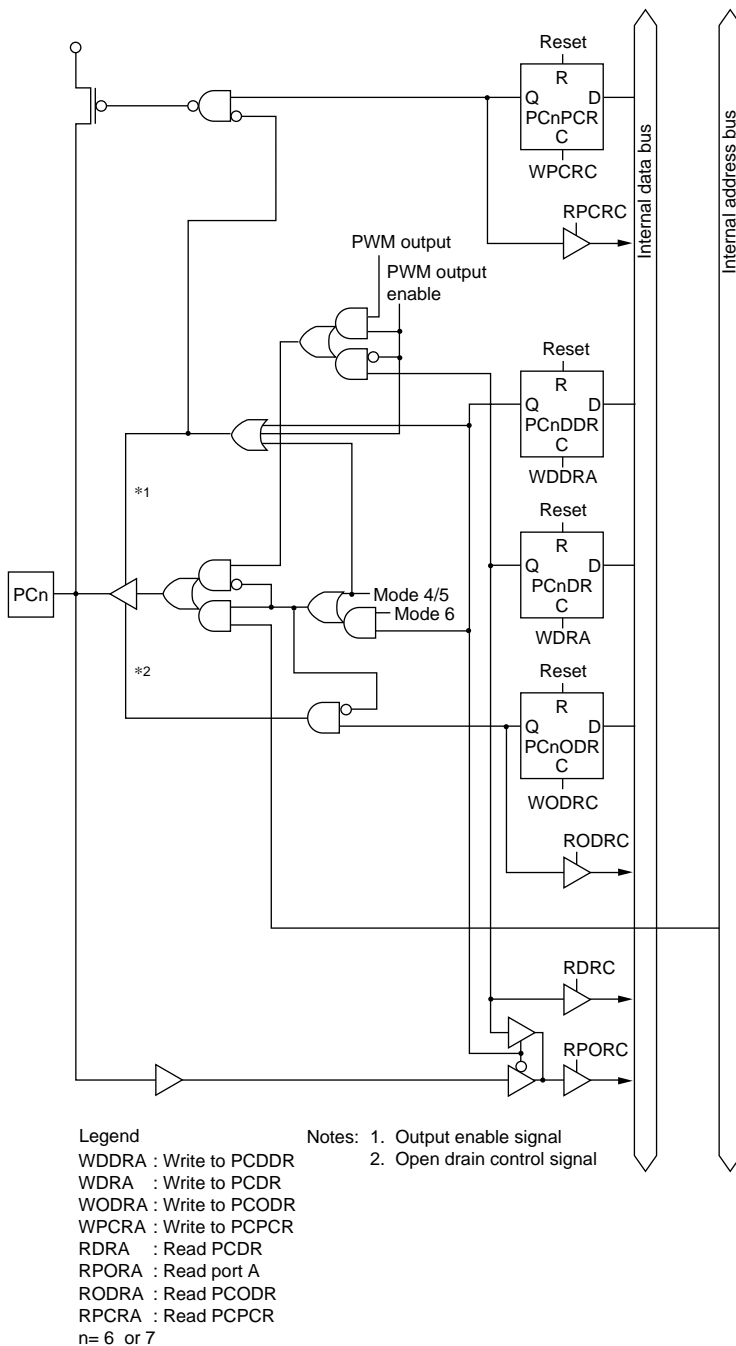 Reset
R
Q D
PCnPCR
C
WPCRC
RPCRC
Internal data bus
Internal address bus
PWM output
PWM output
enable
Reset
R
Q D
PCnDDR
C
WDDRA
*1
Reset
R
Q D
PCnDR
C
WDRA
PCn
Mode 4/5
Mode 6
*2
Reset
R
Q D
PCnODR
C
WODRC
RODRC
RDRC
RPORC
Legend
WDDRA : Write to PCDDR
WDRA : Write to PCDR
WODRA : Write to PCODR
WPCRA : Write to PCPCR
RDRA : Read PCDR
RPORA : Read port A
RODRA : Read PCODR
RPCRA : Read PCPCR
n= 6 or 7
Notes: 1. Output enable signal
2. Open drain control signal